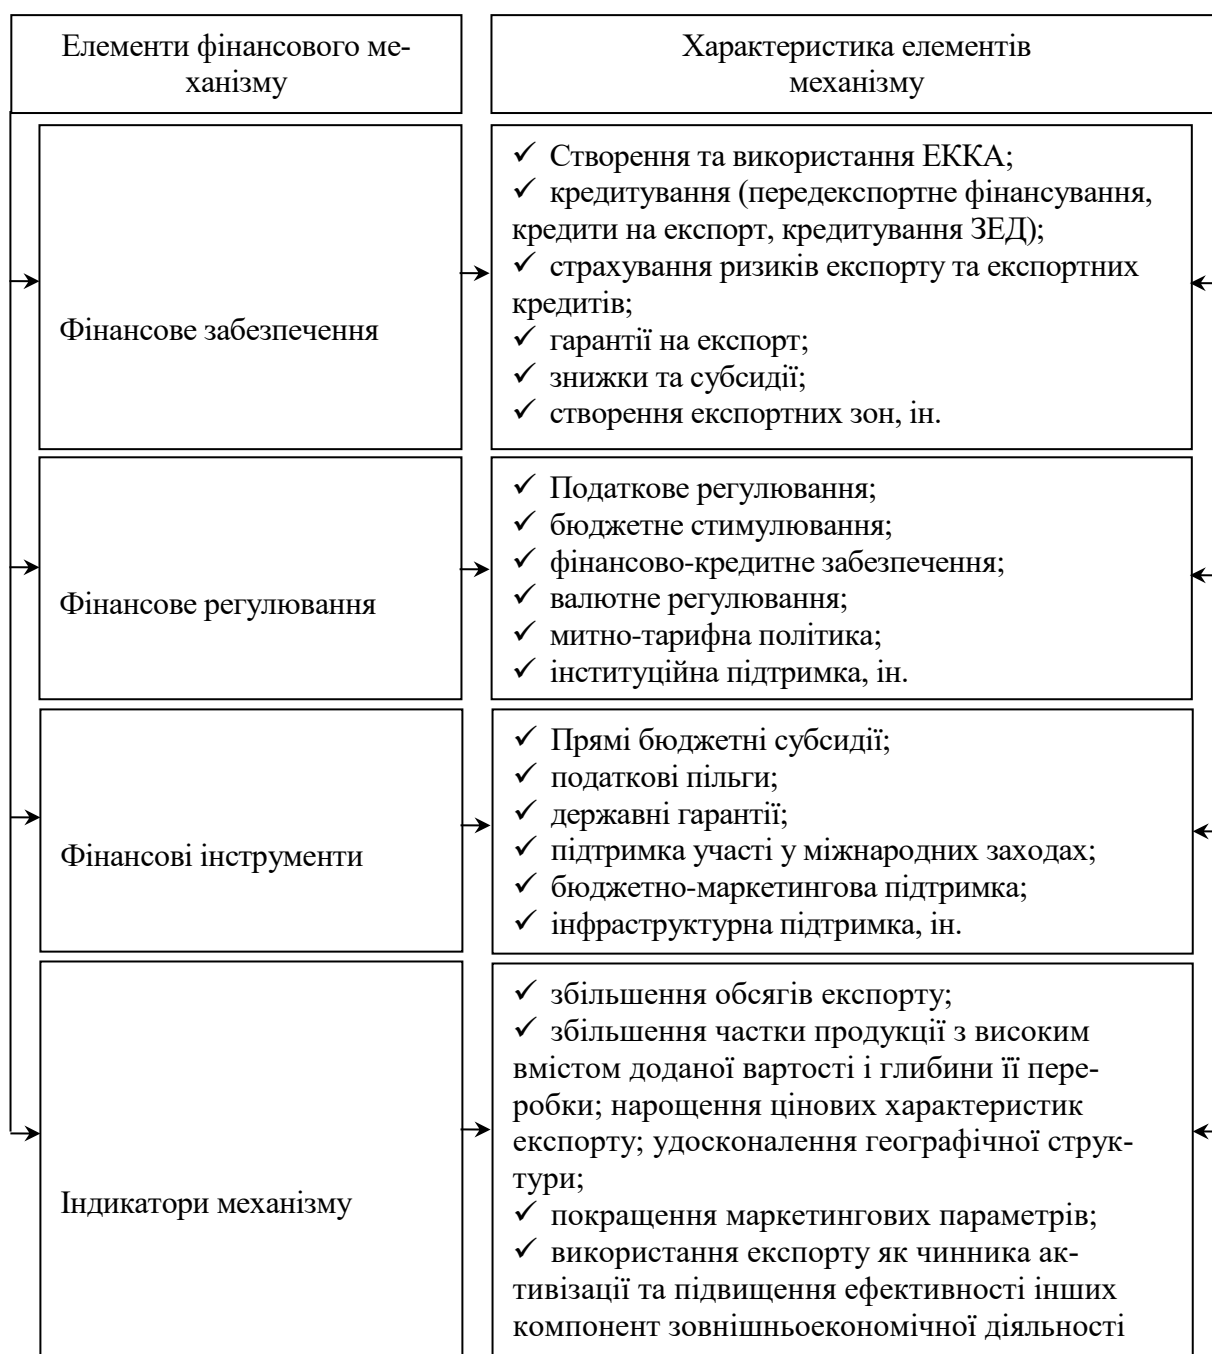 Елементи фінансового ме-
ханізму
Характеристика елементів
механізму
Фінансове забезпечення
✓ Створення та використання ЕККА;
✓ кредитування (передекспортне фінансування,
кредити на експорт, кредитування ЗЕД);
✓ страхування ризиків експорту та експортних
кредитів;
✓ гарантії на експорт;
✓ знижки та субсидії;
✓ створення експортних зон, ін.
Фінансове регулювання
✓ Податкове регулювання;
✓ бюджетне стимулювання;
✓ фінансово-кредитне забезпечення;
✓ валютне регулювання;
✓ митно-тарифна політика;
✓ інституційна підтримка, ін.
Фінансові інструменти
✓ Прямі бюджетні субсидії;
✓ податкові пільги;
✓ державні гарантії;
✓ підтримка участі у міжнародних заходах;
✓ бюджетно-маркетингова підтримка;
✓ інфраструктурна підтримка, ін.
Індикатори механізму
✓ збільшення обсягів експорту;
✓ збільшення частки продукції з високим
вмістом доданої вартості і глибини її пере-
робки; нарощення цінових характеристик
експорту; удосконалення географічної струк-
тури;
✓ покращення маркетингових параметрів;
✓ використання експорту як чинника ак-
тивізації та підвищення ефективності інших
компонент зовнішньоекономічної діяльності